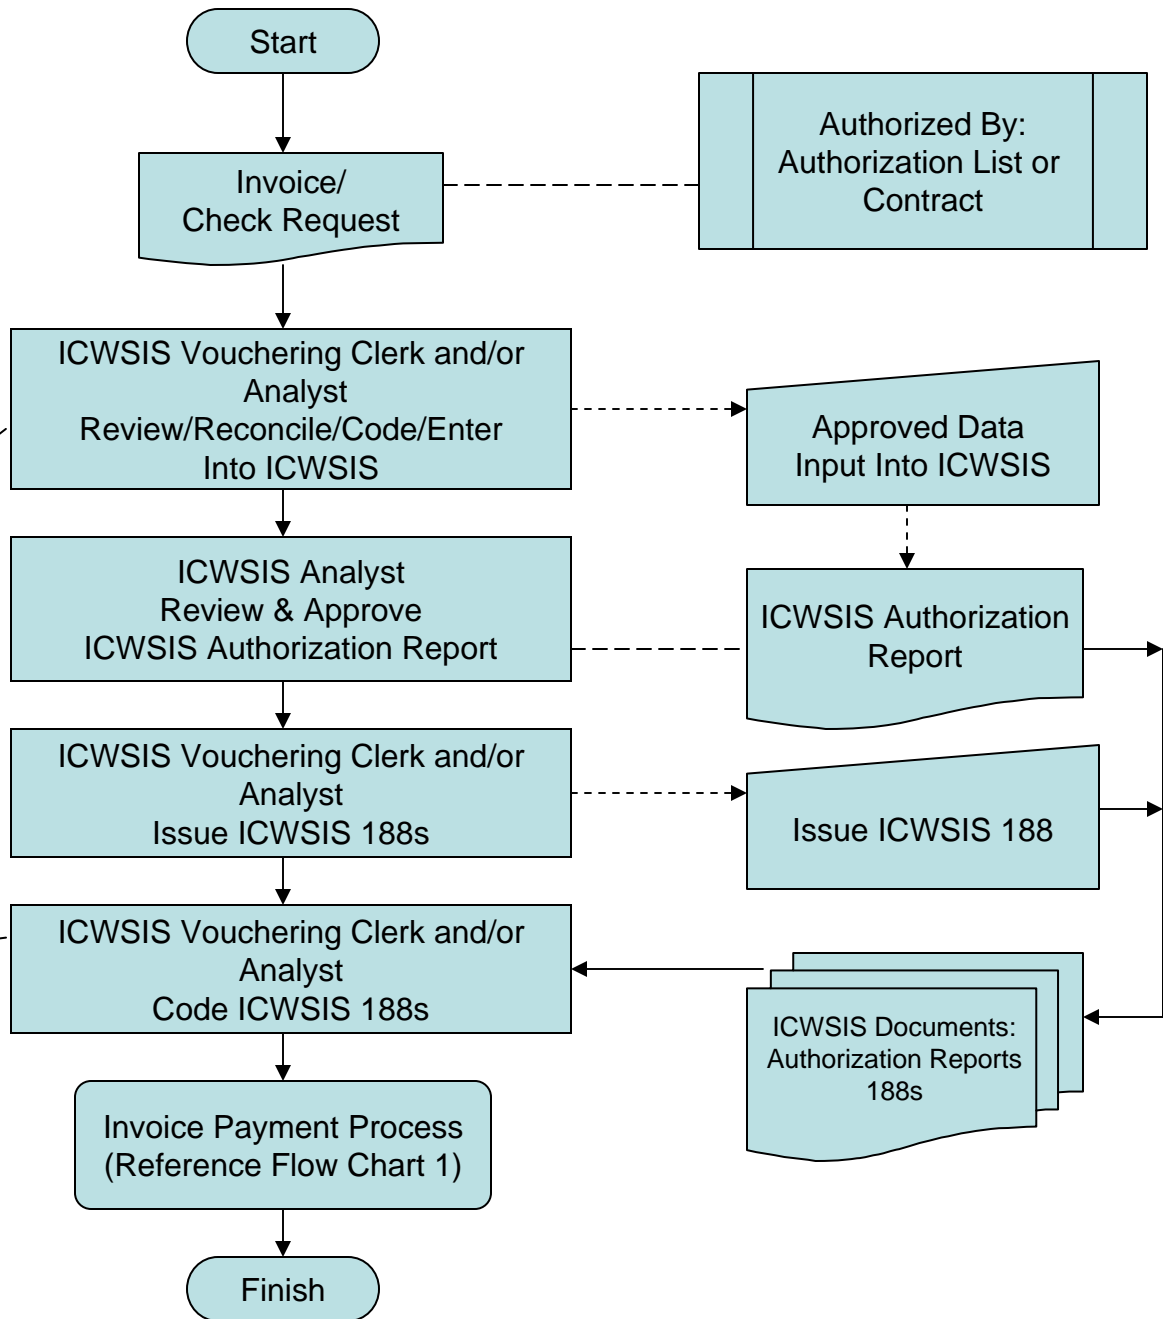 Start
Authorized By:
Authorization List or
Contract
Invoice/
Check Request
ICWSIS Vouchering Clerk and/or
Analyst
Review/Reconcile/Code/Enter
Into ICWSIS
Approved Data
Input Into ICWSIS
ICWSIS Analyst
Review & Approve
ICWSIS Authorization Report
ICWSIS Authorization
Report
ICWSIS Vouchering Clerk and/or
Analyst
Issue ICWSIS 188s
Issue ICWSIS 188
ICWSIS Vouchering Clerk and/or
Analyst
Code ICWSIS 188s
ICWSIS Documents:
Authorization Reports
188s
Invoice Payment Process
(Reference Flow Chart 1)
Finish